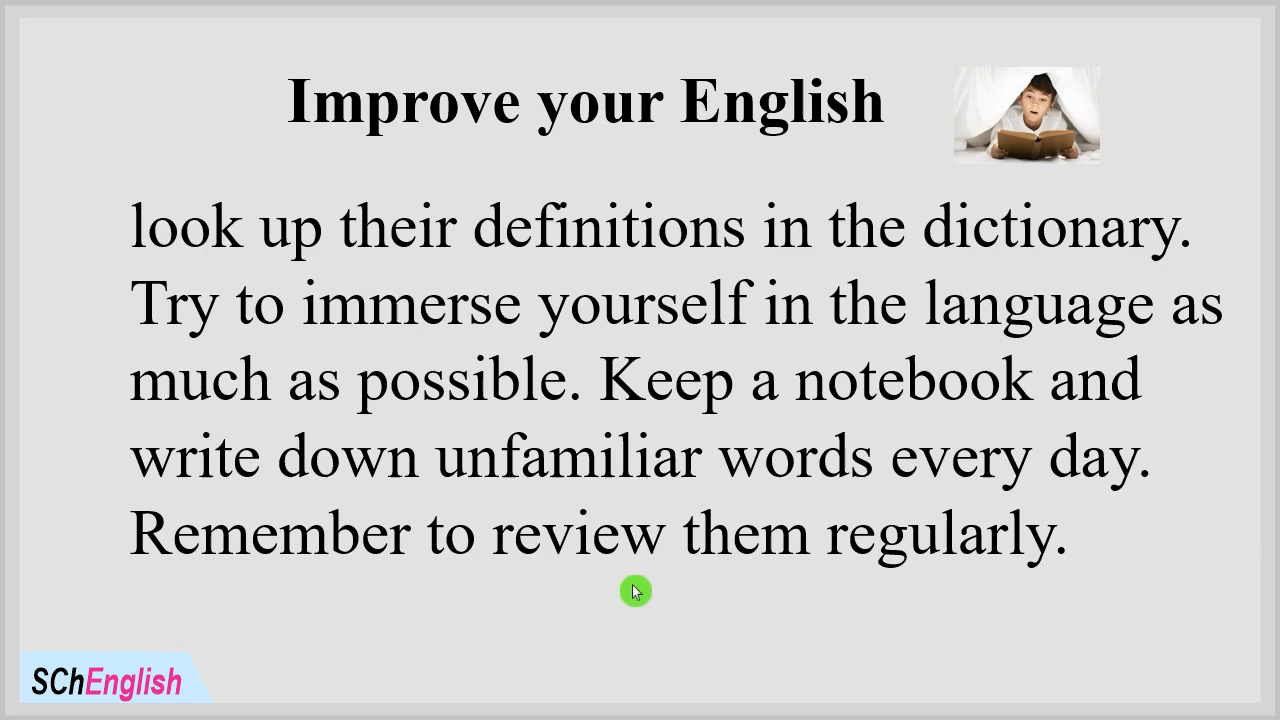 Improve your English
look up their definitions in the dictionary.
Try to immerse yourself in the language as
much as possible. Keep a notebook and
write down unfamiliar words every day.
Remember to review them regularly.
SChEnglish